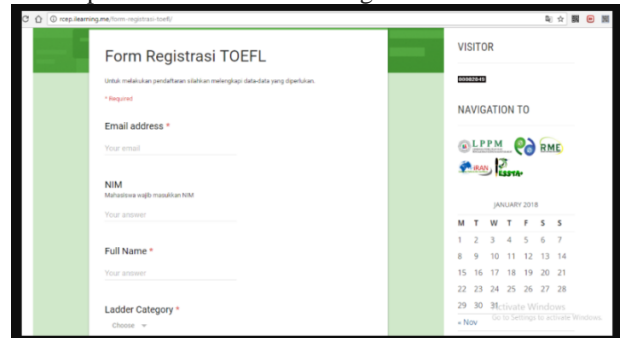 rcep.ilearning.me/form-registrasi-toefl/
Form Registrasi TOEFL
Untuk melakukan pendaftaran silahkan melengkapi data-data yang diperlukan.
* Required
Email address *
Your email
NIM
Mahasiswa wajib masukkan NIM
Your answer
Full Name *
Your answer
Ladder Category *
Choose
VISITOR
NAVIGATION TO
LPPM
RME
IRAN
JANUARY 2018
M T W T F S S
1 2 3 4 5 6 7
8 9 10 11 12 13 14
15 16 17 18 19 20 21
22 23 24 25 26 27 28
29 30 31
« Nov
Activate Windows
Go to Settings to activate Windows.